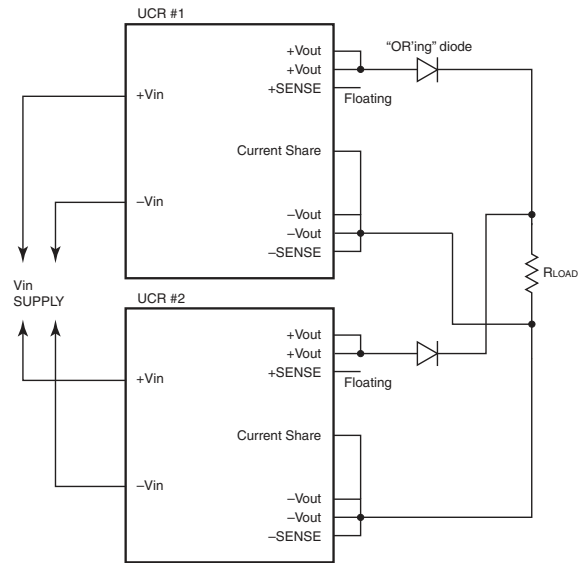 UCR #1
+Vout
+Vout
+SENSE
Floating
"OR'ing" diode
+Vin
Current Share
–Vin
–Vout
–Vout
–SENSE
Vin
SUPPLY
RLOAD
UCR #2
+Vout
+Vout
+SENSE
Floating
+Vin
Current Share
–Vin
–Vout
–Vout
–SENSE